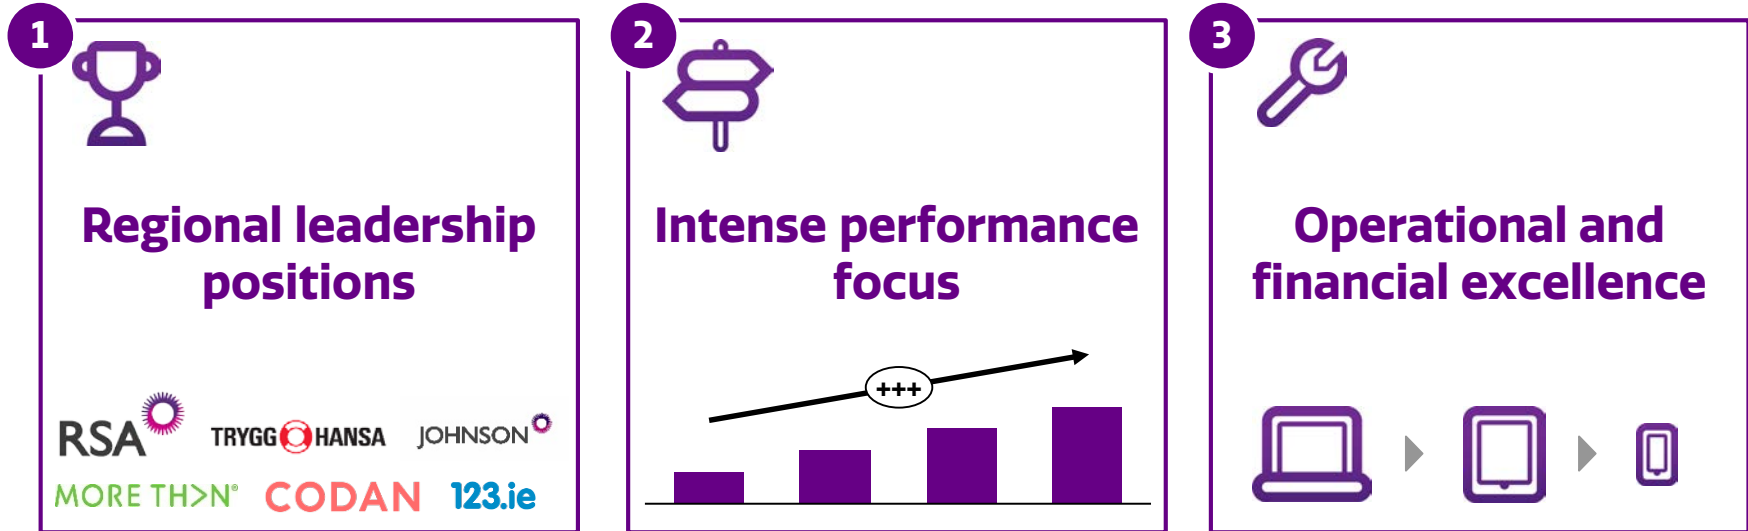 1
Regional leadership
positions
RSA
TRYGG HANSA
JOHNSON
MORE TH>N®
CODAN
123.ie
2
Intense performance
focus
+++
3
Operational and
financial excellence